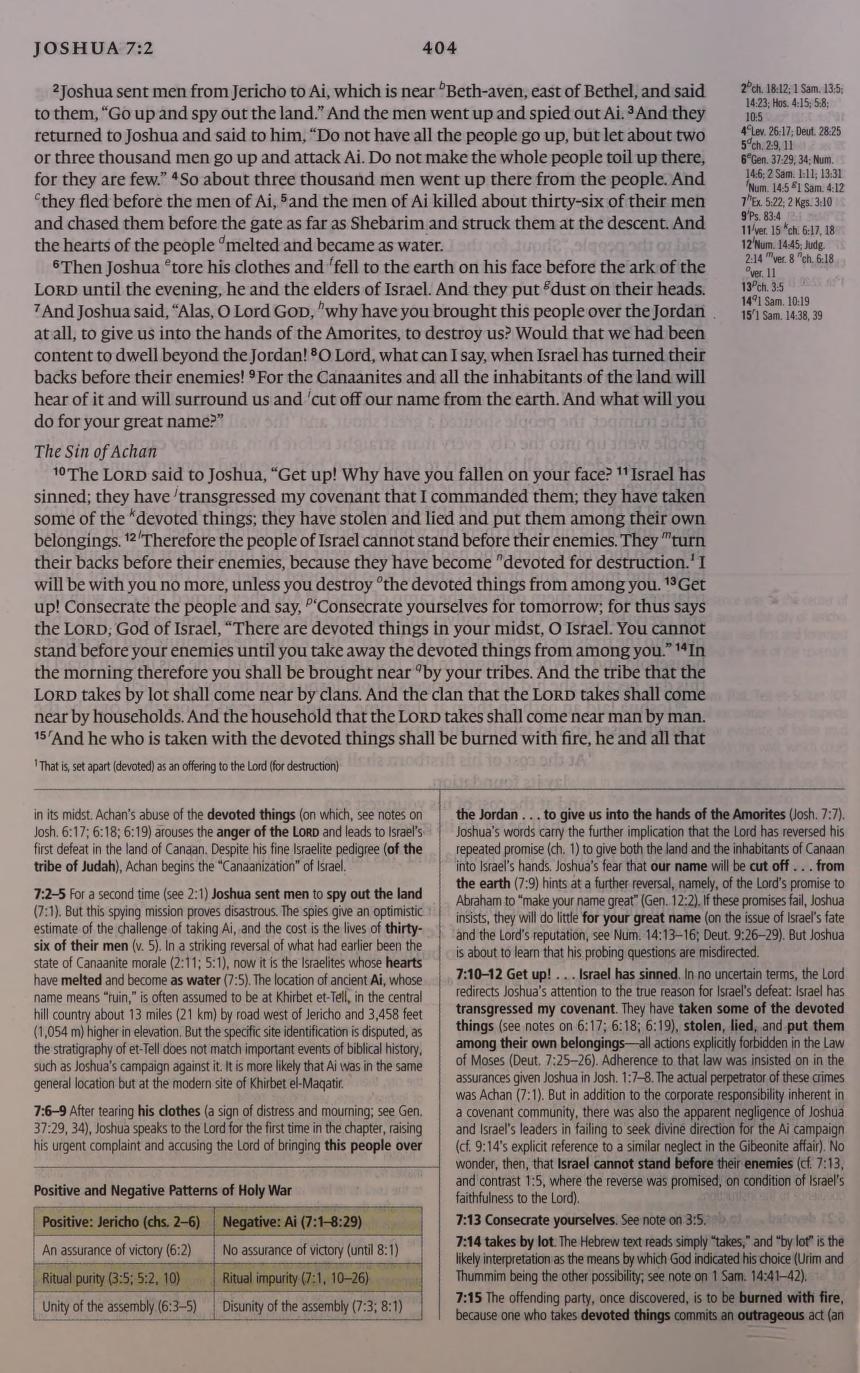 JOSHUA 7:2
404
²Joshua sent men from Jericho to Ai, which is near ᵇBeth-aven, east of Bethel, and said
to them, “Go up and spy out the land.” And the men went up and spied out Ai. ³And they
returned to Joshua and said to him, “Do not have all the people go up, but let about two
or three thousand men go up and attack Ai. Do not make the whole people toil up there,
for they are few.” ⁴So about three thousand men went up there from the people. And
ᶜthey fled before the men of Ai, ⁵and the men of Ai killed about thirty-six of their men
and chased them before the gate as far as Shebarim and struck them at the descent. And
the hearts of the people ᵈmelted and became as water.
⁶Then Joshua ᵉtore his clothes and ᶠfell to the earth on his face before the ark of the
LORD until the evening, he and the elders of Israel. And they put ᵍdust on their heads.
⁷And Joshua said, “Alas, O Lord GOD, ʰwhy have you brought this people over the Jordan
at all, to give us into the hands of the Amorites, to destroy us? Would that we had been
content to dwell beyond the Jordan! ⁸O Lord, what can I say, when Israel has turned their
backs before their enemies! ⁹For the Canaanites and all the inhabitants of the land will
hear of it and will surround us and ⁱcut off our name from the earth. And what will you
do for your great name?”
The Sin of Achan
¹⁰The LORD said to Joshua, “Get up! Why have you fallen on your face? ¹¹Israel has
sinned; they have ʲtransgressed my covenant that I commanded them; they have taken
some of the ᵏdevoted things; they have stolen and lied and put them among their own
belongings. ¹²ˡTherefore the people of Israel cannot stand before their enemies. They ᵐturn
their backs before their enemies, because they have become ⁿdevoted for destruction.¹ I
will be with you no more, unless you destroy ᵒthe devoted things from among you. ¹³Get
up! Consecrate the people and say, ᵖ‘Consecrate yourselves for tomorrow; for thus says
the LORD, God of Israel, “There are devoted things in your midst, O Israel. You cannot
stand before your enemies until you take away the devoted things from among you.” ¹⁴In
the morning therefore you shall be brought near qby your tribes. And the tribe that the
LORD takes by lot shall come near by clans. And the clan that the LORD takes shall come
near by households. And the household that the LORD takes shall come near man by man.
¹⁵ʳAnd he who is taken with the devoted things shall be burned with fire, he and all that
¹ That is, set apart (devoted) as an offering to the Lord (for destruction)
2ᵇch. 18:12; 1 Sam. 13:5;
14:23; Hos. 4:15; 5:8;
10:5
4ᶜLev. 26:17; Deut. 28:25
5ᵈch. 2:9, 11
6ᵉGen. 37:29, 34; Num.
14:6; 2 Sam. 1:11; 13:31
ᶠNum. 14:5 ᵍ1 Sam. 4:12
7ʰEx. 5:22; 2 Kgs. 3:10
9ⁱPs. 83:4
11ʲver. 15 ᵏch. 6:17, 18
12ˡNum. 14:45; Judg.
2:14 ᵐver. 8 ⁿch. 6:18
ᵒver. 11
13ᵖch. 3:5
14q1 Sam. 10:19
15ʳ1 Sam. 14:38, 39
in its midst. Achan’s abuse of the devoted things (on which, see notes on
Josh. 6:17; 6:18; 6:19) arouses the anger of the LORD and leads to Israel’s
first defeat in the land of Canaan. Despite his fine Israelite pedigree (of the
tribe of Judah), Achan begins the “Canaanization” of Israel.
7:2–5 For a second time (see 2:1) Joshua sent men to spy out the land
(7:1). But this spying mission proves disastrous. The spies give an optimistic
estimate of the challenge of taking Ai, and the cost is the lives of thirty-
six of their men (v. 5). In a striking reversal of what had earlier been the
state of Canaanite morale (2:11; 5:1), now it is the Israelites whose hearts
have melted and become as water (7:5). The location of ancient Ai, whose
name means “ruin,” is often assumed to be at Khirbet et-Tell, in the central
hill country about 13 miles (21 km) by road west of Jericho and 3,458 feet
(1,054 m) higher in elevation. But the specific site identification is disputed, as
the stratigraphy of et-Tell does not match important events of biblical history,
such as Joshua’s campaign against it. It is more likely that Ai was in the same
general location but at the modern site of Khirbet el-Maqatir.
7:6–9 After tearing his clothes (a sign of distress and mourning; see Gen.
37:29, 34), Joshua speaks to the Lord for the first time in the chapter, raising
his urgent complaint and accusing the Lord of bringing this people over
Positive and Negative Patterns of Holy War
Positive: Jericho (chs. 2–6) Negative: Ai (7:1–8:29)
An assurance of victory (6:2) No assurance of victory (until 8:1)
Ritual purity (3:5; 5:2, 10) Ritual impurity (7:1, 10–26)
Unity of the assembly (6:3–5) Disunity of the assembly (7:3; 8:1)
the Jordan . . . to give us into the hands of the Amorites (Josh. 7:7).
Joshua’s words carry the further implication that the Lord has reversed his
repeated promise (ch. 1) to give both the land and the inhabitants of Canaan
into Israel’s hands. Joshua’s fear that our name will be cut off . . . from
the earth (7:9) hints at a further reversal, namely, of the Lord’s promise to
Abraham to “make your name great” (Gen. 12:2). If these promises fail, Joshua
insists, they will do little for your great name (on the issue of Israel’s fate
and the Lord’s reputation, see Num. 14:13–16; Deut. 9:26–29). But Joshua
is about to learn that his probing questions are misdirected.
7:10–12 Get up! . . . Israel has sinned. In no uncertain terms, the Lord
redirects Joshua’s attention to the true reason for Israel’s defeat: Israel has
transgressed my covenant. They have taken some of the devoted
things (see notes on 6:17; 6:18; 6:19), stolen, lied, and put them
among their own belongings—all actions explicitly forbidden in the Law
of Moses (Deut. 7:25–26). Adherence to that law was insisted on in the
assurances given Joshua in Josh. 1:7–8. The actual perpetrator of these crimes
was Achan (7:1). But in addition to the corporate responsibility inherent in
a covenant community, there was also the apparent negligence of Joshua
and Israel’s leaders in failing to seek divine direction for the Ai campaign
(cf. 9:14’s explicit reference to a similar neglect in the Gibeonite affair). No
wonder, then, that Israel cannot stand before their enemies (cf. 7:13,
and contrast 1:5, where the reverse was promised, on condition of Israel’s
faithfulness to the Lord).
7:13 Consecrate yourselves. See note on 3:5.
7:14 takes by lot. The Hebrew text reads simply “takes,” and “by lot” is the
likely interpretation as the means by which God indicated his choice (Urim and
Thummim being the other possibility; see note on 1 Sam. 14:41–42).
7:15 The offending party, once discovered, is to be burned with fire,
because one who takes devoted things commits an outrageous act (an